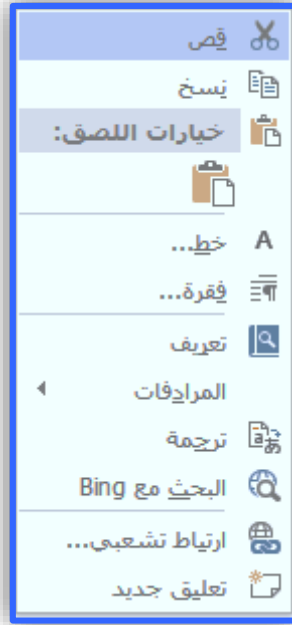 قص
نسخ
خيارات اللصق:
خط...
فقرة...
تعريف
المرادفات
ترجمة
البحث مع Bing
ارتباط تشعبي...
تعليق جديد